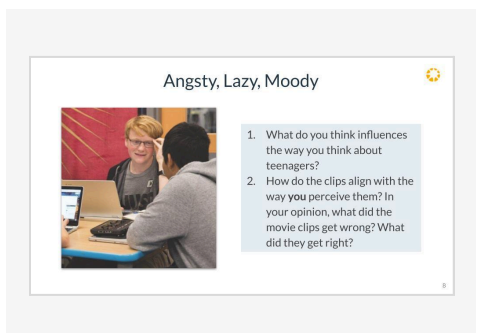 Angsty, Lazy, Moody
1. What do you think influences
the way you think about
teenagers?
2. How do the clips align with the
way you perceive them? In
your opinion, what did the
movie clips get wrong? What
did they get right?
8